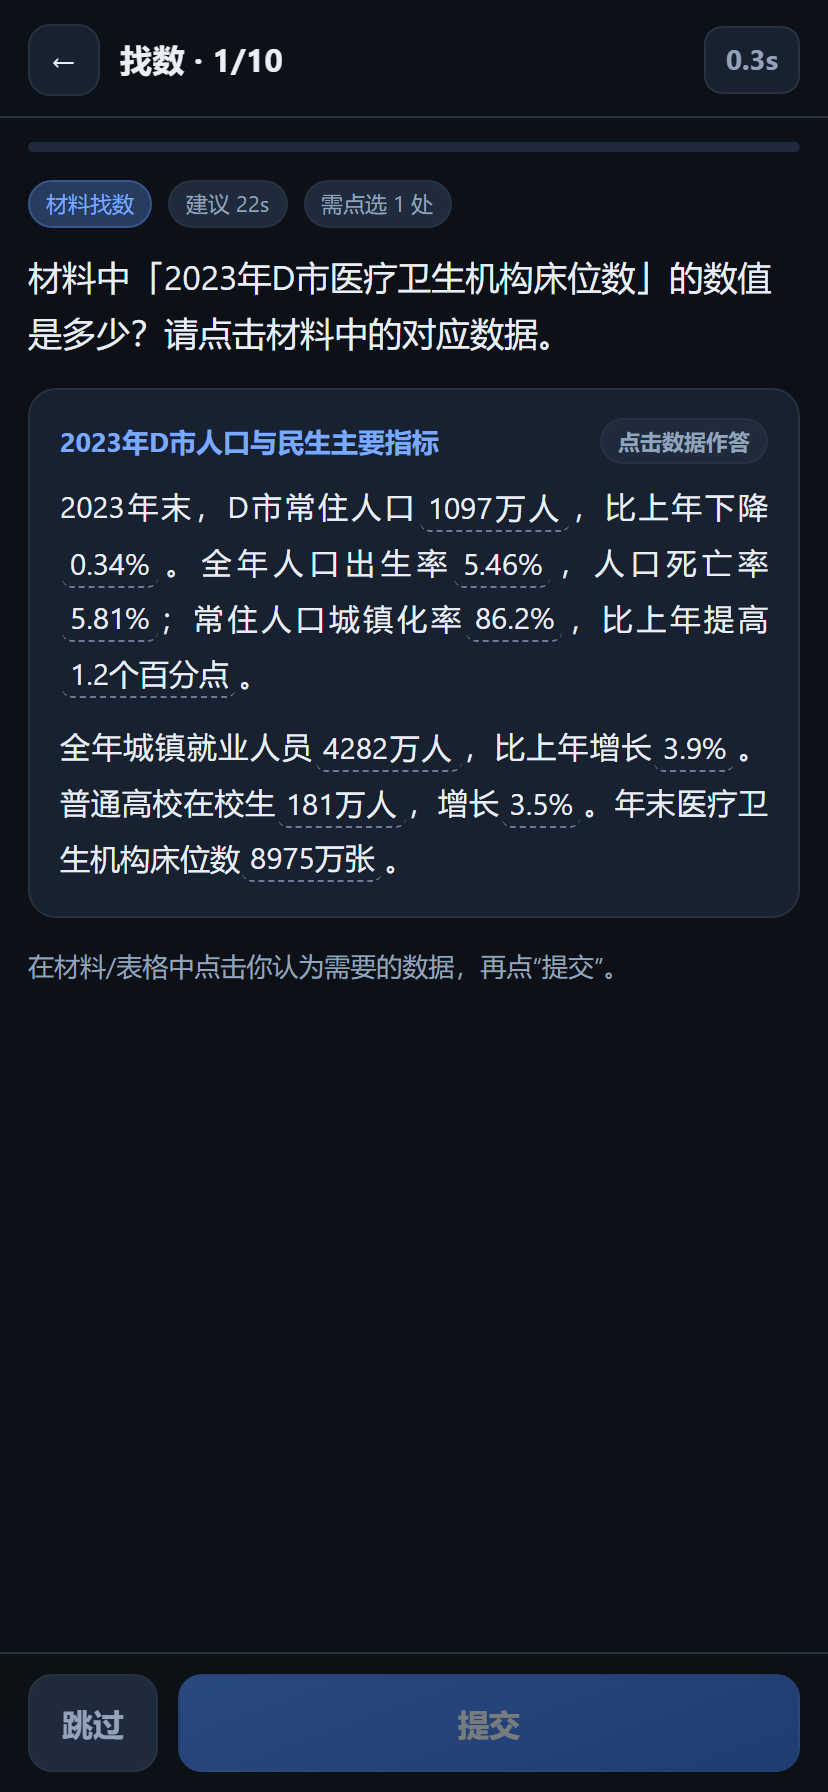 ←
找数 · 1/10
0.3s
材料找数
建议 22s
需点选 1 处
材料中「2023年D市医疗卫生机构床位数」的数值
是多少？请点击材料中的对应数据。
2023年D市人口与民生主要指标
点击数据作答
2023年末，D市常住人口 1097万人 ，比上年下降
0.34% 。全年人口出生率 5.46% ，人口死亡率
5.81% ；常住人口城镇化率 86.2% ，比上年提高
1.2个百分点 。
全年城镇就业人员 4282万人 ，比上年增长 3.9% 。
普通高校在校生 181万人 ，增长 3.5% 。年末医疗卫
生机构床位数 8975万张 。
在材料/表格中点击你认为需要的数据，再点“提交”。
跳过
提交